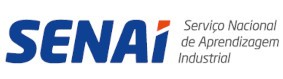 SENAI
Serviço Nacional
de Aprendizagem
Industrial